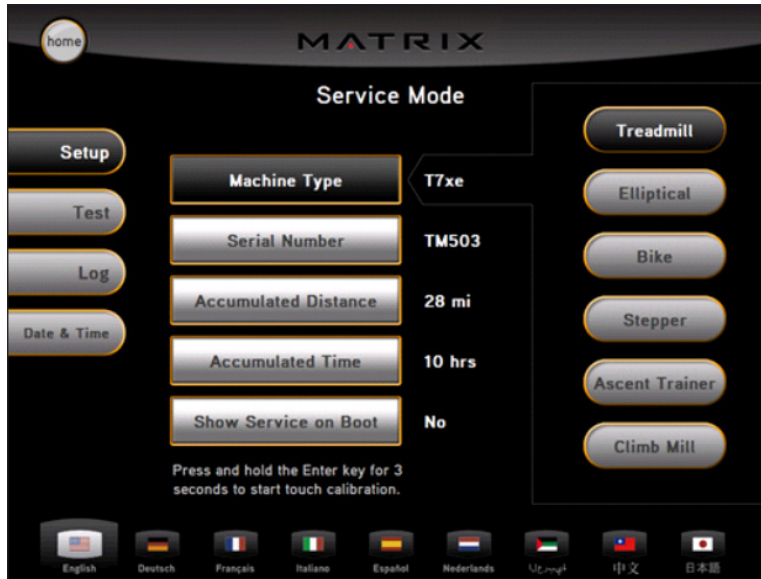 home
MATRIX
Service Mode
Setup
Test
Log
Date & Time
Machine Type
T7xe
Serial Number
TM503
Accumulated Distance
28 mi
Accumulated Time
10 hrs
Show Service on Boot
No
Press and hold the Enter key for 3
seconds to start touch calibration.
Treadmill
Elliptical
Bike
Stepper
Ascent Trainer
Climb Mill
English
Deutsch
Français
Italiano
Español
Nederlands
中文
日本語